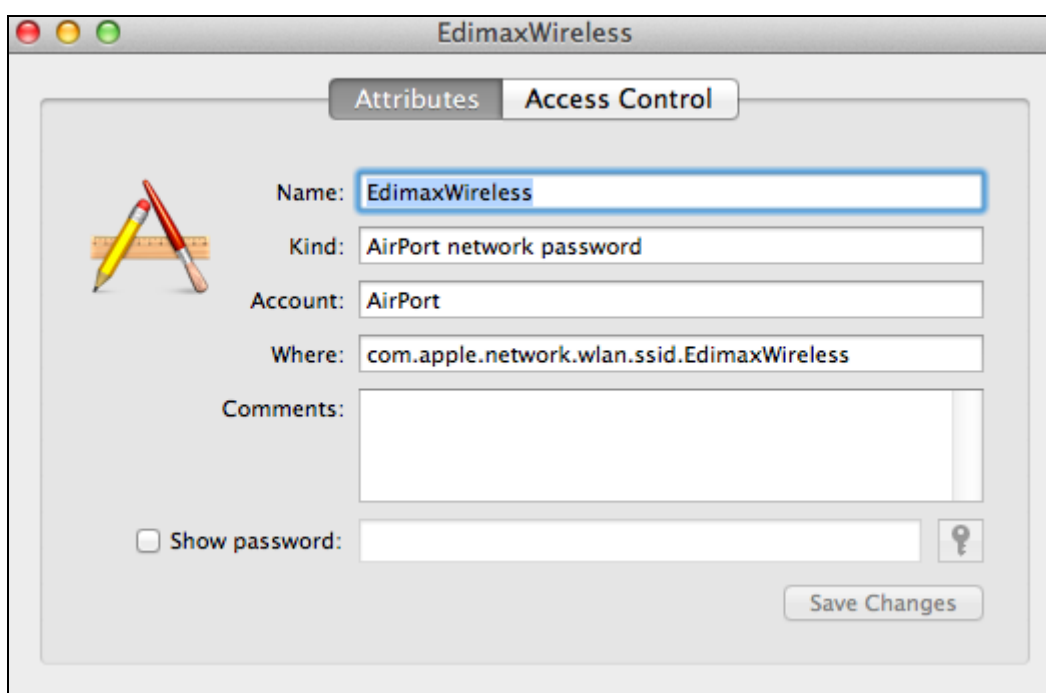 EdimaxWireless
Attributes Access Control
Name: EdimaxWireless
Kind: AirPort network password
Account: AirPort
Where: com.apple.network.wlan.ssid.EdimaxWireless
Comments:
Show password:
Save Changes